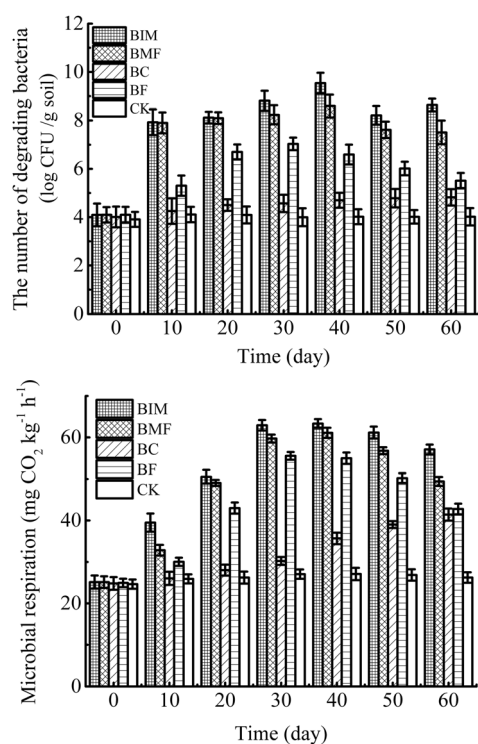 The number of degrading bacteria
(log CFU /g soil)
12
10
8
6
4
2
0
BIM
BMF
BC
BF
CK
0 10 20 30 40 50 60
Time (day)
Microbial respiration (mg CO₂ kg⁻¹ h⁻¹)
60
40
20
0
BIM
BMF
BC
BF
CK
0 10 20 30 40 50 60
Time (day)